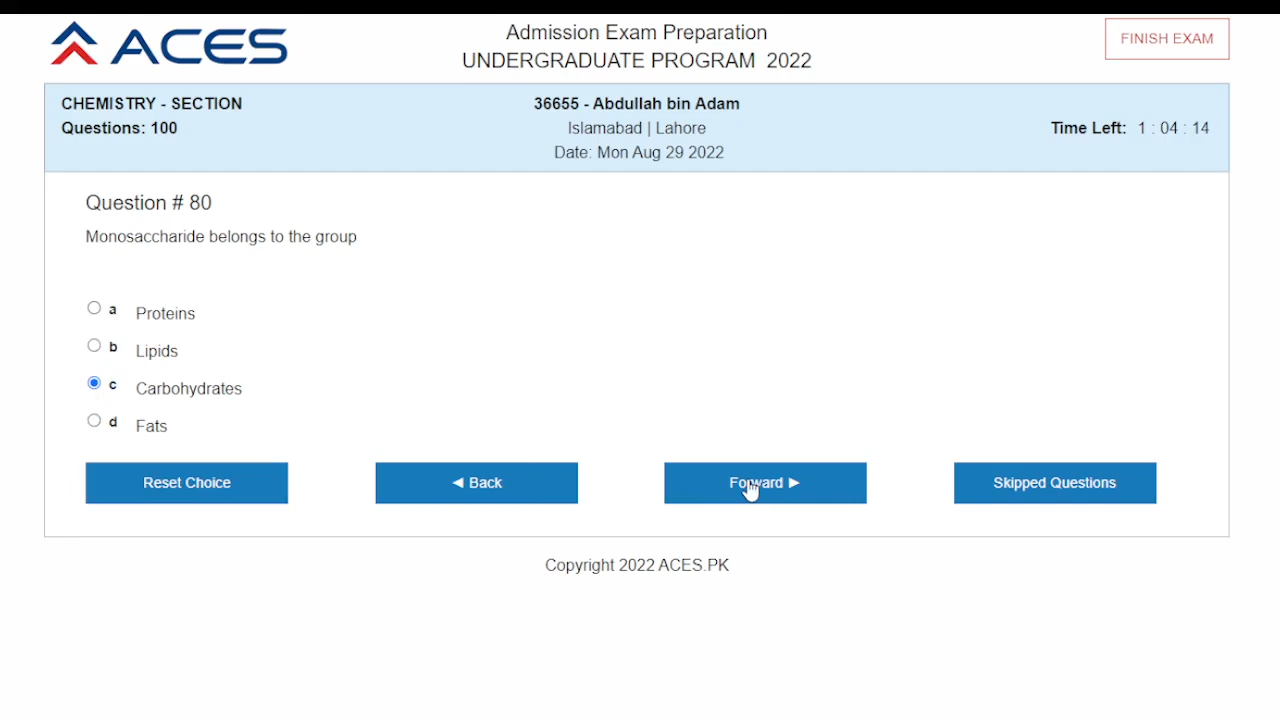 ACES
Admission Exam Preparation
UNDERGRADUATE PROGRAM 2022
FINISH EXAM
CHEMISTRY - SECTION
Questions: 100
36655 - Abdullah bin Adam
Islamabad | Lahore
Date: Mon Aug 29 2022
Time Left: 1 : 04 : 14
Question # 80
Monosaccharide belongs to the group
a Proteins
b Lipids
c Carbohydrates
d Fats
Reset Choice
◄ Back
Forward ►
Skipped Questions
Copyright 2022 ACES.PK